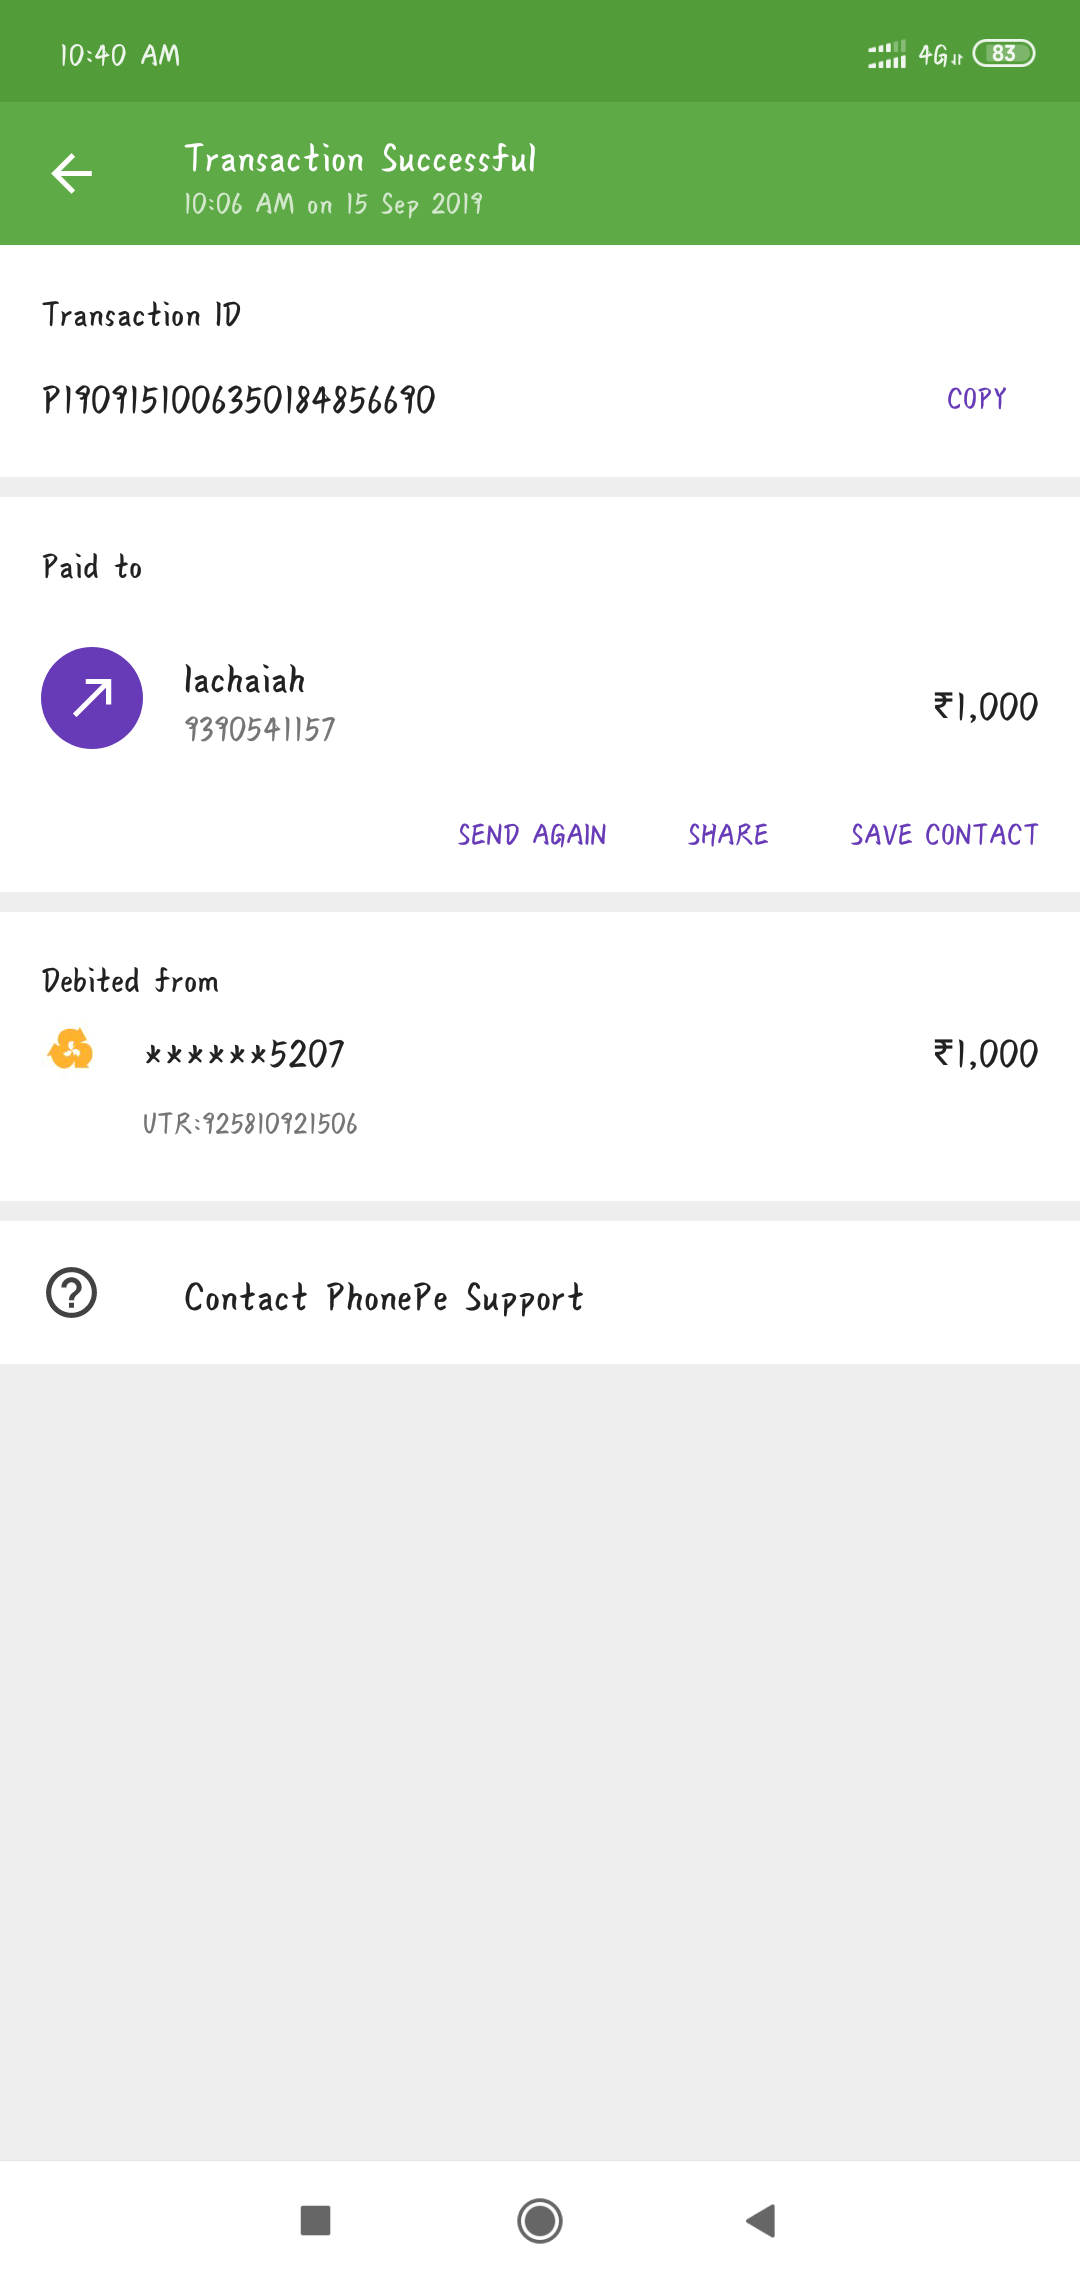 10:40 AM
4G 83
Transaction Successful
10:06 AM on 15 Sep 2019
Transaction ID
P1909151006350184856690
COPY
Paid to
lachaiah
9390541157
₹1,000
SEND AGAIN SHARE SAVE CONTACT
Debited from
******5207
₹1,000
UTR:925810921506
Contact PhonePe Support